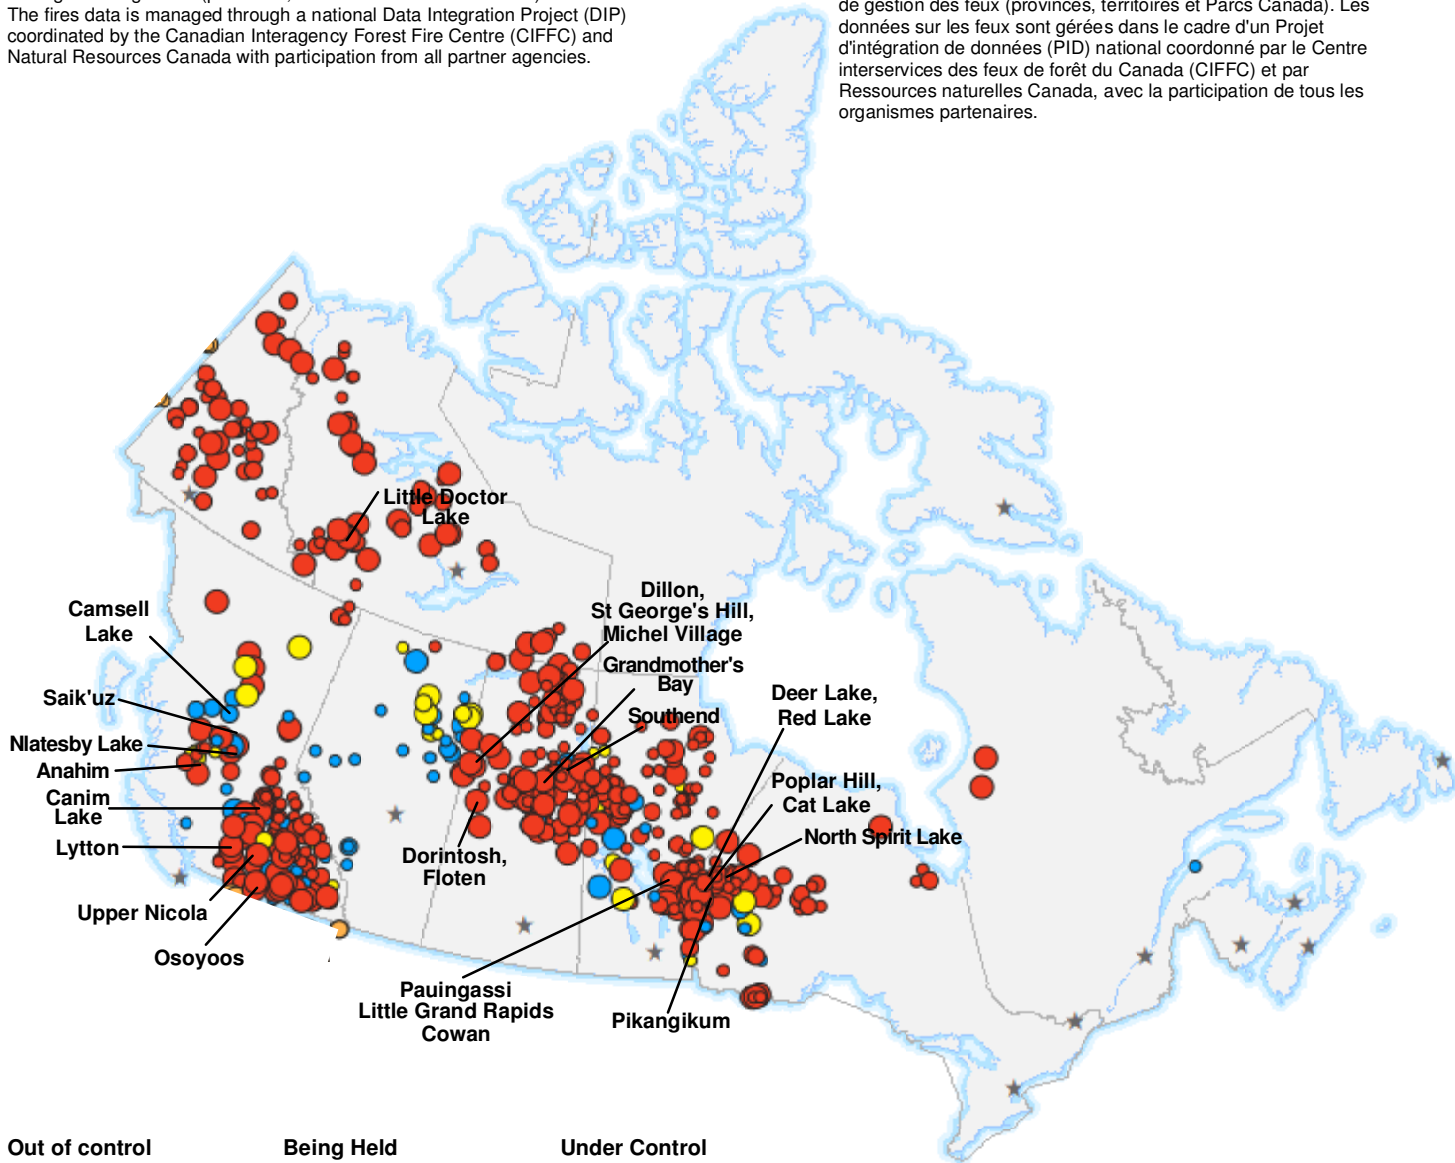 The fires data is managed through a national Data Integration Project (DIP)
coordinated by the Canadian Interagency Forest Fire Centre (CIFFC) and
Natural Resources Canada with participation from all partner agencies.
de gestion des feux (provinces, territoires et Parcs Canada). Les
données sur les feux sont gérées dans le cadre d'un Projet
d'intégration de données (PID) national coordonné par le Centre
interservices des feux de forêt du Canada (CIFFC) et par
Ressources naturelles Canada, avec la participation de tous les
organismes partenaires.
Little Doctor
Lake
Dillon,
St George's Hill,
Michel Village
Camsell
Lake
Grandmother's
Bay
Saik'uz
Deer Lake,
Red Lake
Southend
Nlatesby Lake
Anahim
Poplar Hill,
Cat Lake
Canim
Lake
North Spirit Lake
Lytton
Dorintosh,
Floten
Upper Nicola
Osoyoos
Pauingassi
Little Grand Rapids
Cowan
Pikangikum
Out of control
Being Held
Under Control